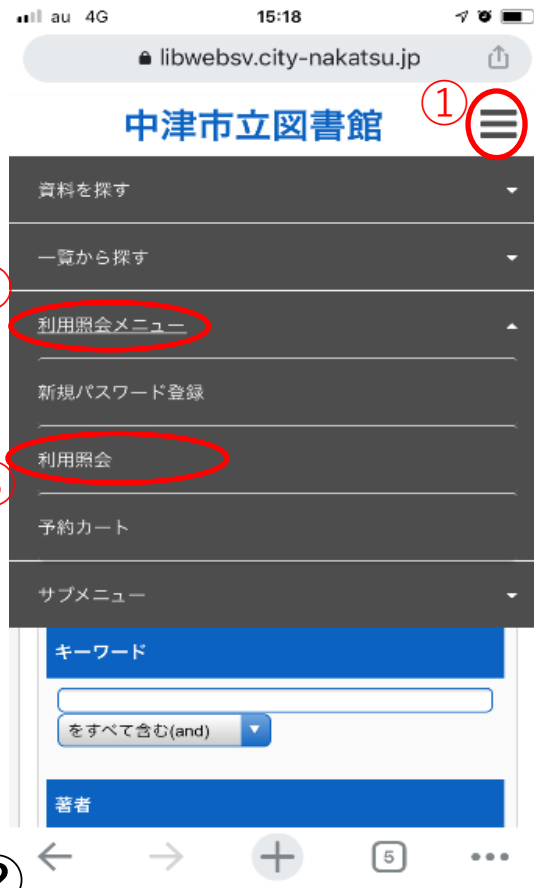 au 4G 15:18
libwebsv.city-nakatsu.jp
中津市立図書館 ①
資料を探す
一覧から探す
利用照会メニュー
新規パスワード登録
利用照会
予約カート
サブメニュー
キーワード
をすべて含む(and)
著者
5